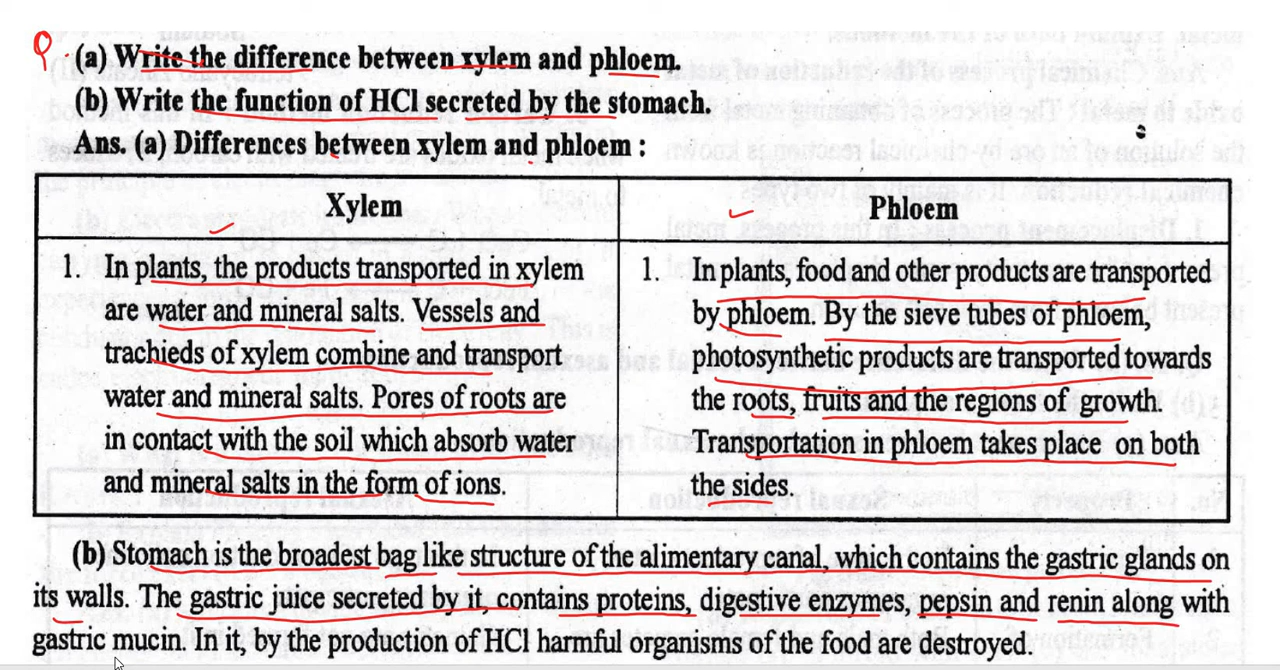 Q. (a) Write the difference between xylem and phloem.
(b) Write the function of HCl secreted by the stomach.
Ans. (a) Differences between xylem and phloem :
Xylem
1. In plants, the products transported in xylem
are water and mineral salts. Vessels and
trachieds of xylem combine and transport
water and mineral salts. Pores of roots are
in contact with the soil which absorb water
and mineral salts in the form of ions.
Phloem
1. In plants, food and other products are transported
by phloem. By the sieve tubes of phloem,
photosynthetic products are transported towards
the roots, fruits and the regions of growth.
Transportation in phloem takes place on both
the sides.
(b) Stomach is the broadest bag like structure of the alimentary canal, which contains the gastric glands on
its walls. The gastric juice secreted by it, contains proteins, digestive enzymes, pepsin and renin along with
gastric mucin. In it, by the production of HCl harmful organisms of the food are destroyed.